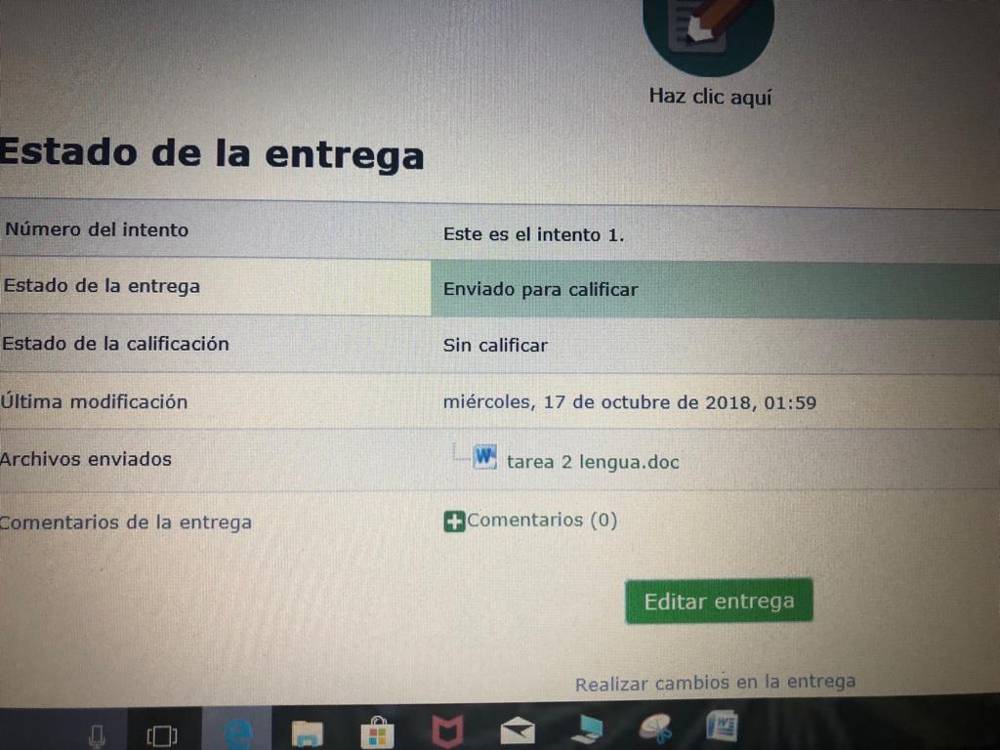 Haz clic aquí
Estado de la entrega
Número del intento Este es el intento 1.
Estado de la entrega Enviado para calificar
Estado de la calificación Sin calificar
Última modificación miércoles, 17 de octubre de 2018, 01:59
Archivos enviados tarea 2 lengua.doc
Comentarios de la entrega Comentarios (0)
Editar entrega
Realizar cambios en la entrega